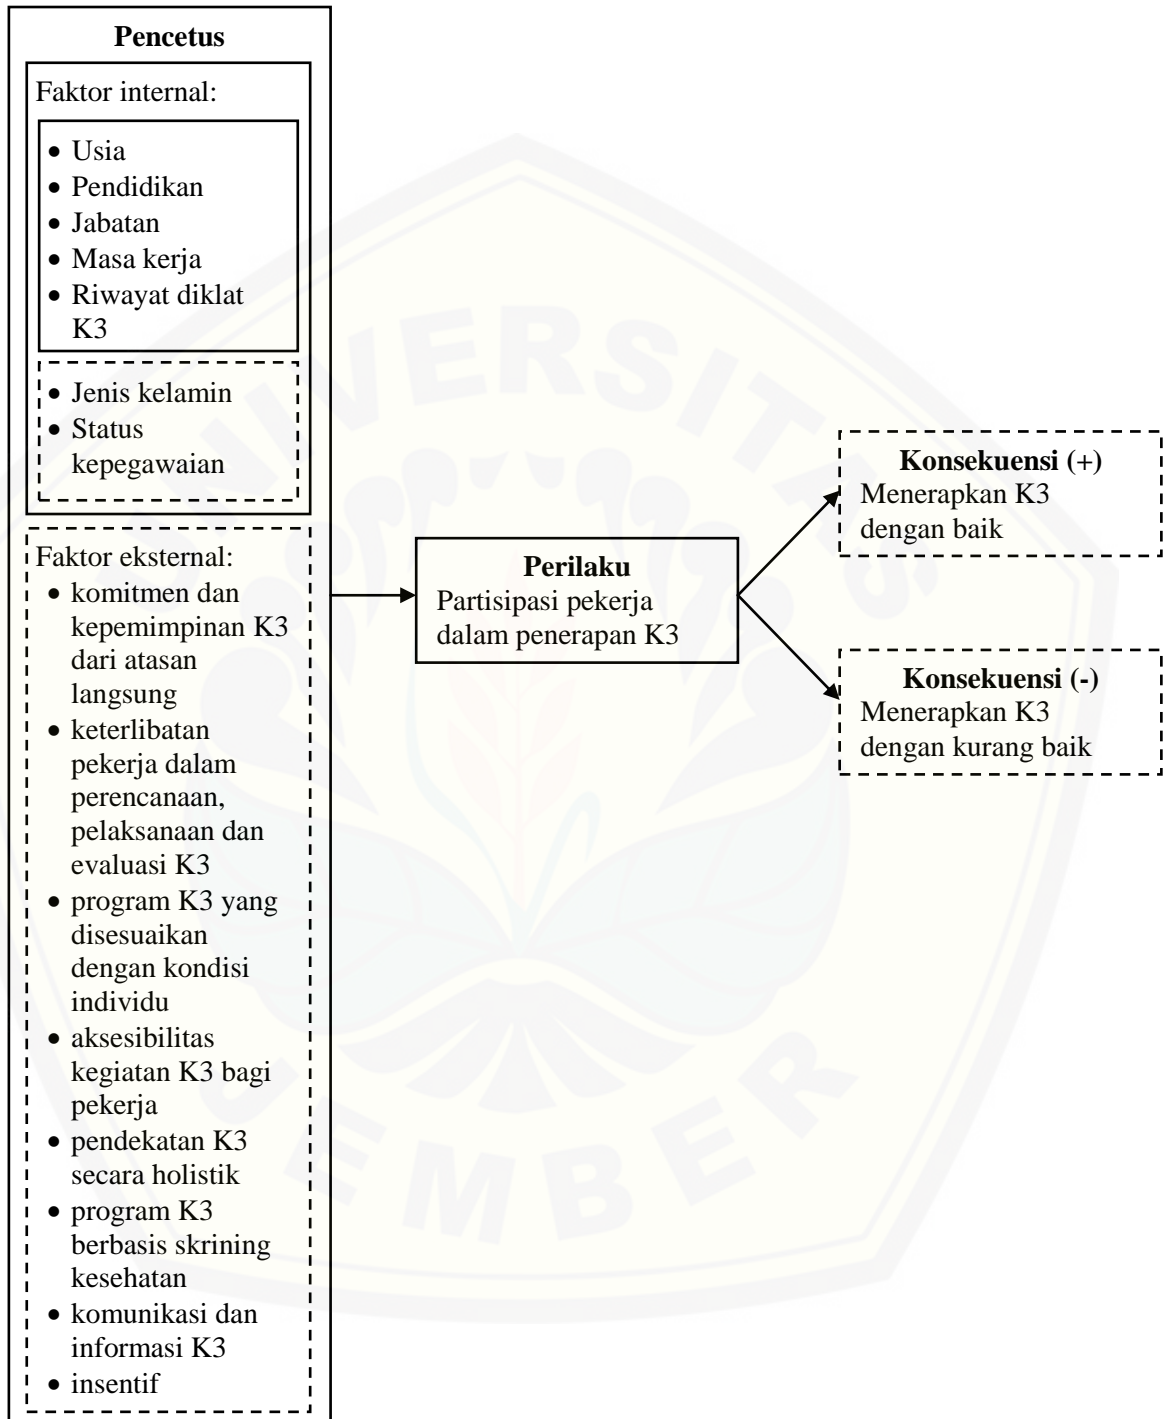 Pencetus
Faktor internal:
• Usia
• Pendidikan
• Jabatan
• Masa kerja
• Riwayat diklat
K3
• Jenis kelamin
• Status
kepegawaian
Faktor eksternal:
• komitmen dan
kepemimpinan K3
dari atasan
langsung
• keterlibatan
pekerja dalam
perencanaan,
pelaksanaan dan
evaluasi K3
• program K3 yang
disesuaikan
dengan kondisi
individu
• aksesibilitas
kegiatan K3 bagi
pekerja
• pendekatan K3
secara holistik
• program K3
berbasis skrining
kesehatan
• komunikasi dan
informasi K3
• insentif
Perilaku
Partisipasi pekerja
dalam penerapan K3
Konsekuensi (+)
Menerapkan K3
dengan baik
Konsekuensi (-)
Menerapkan K3
dengan kurang baik
UNIVERSITAS
JEMBER